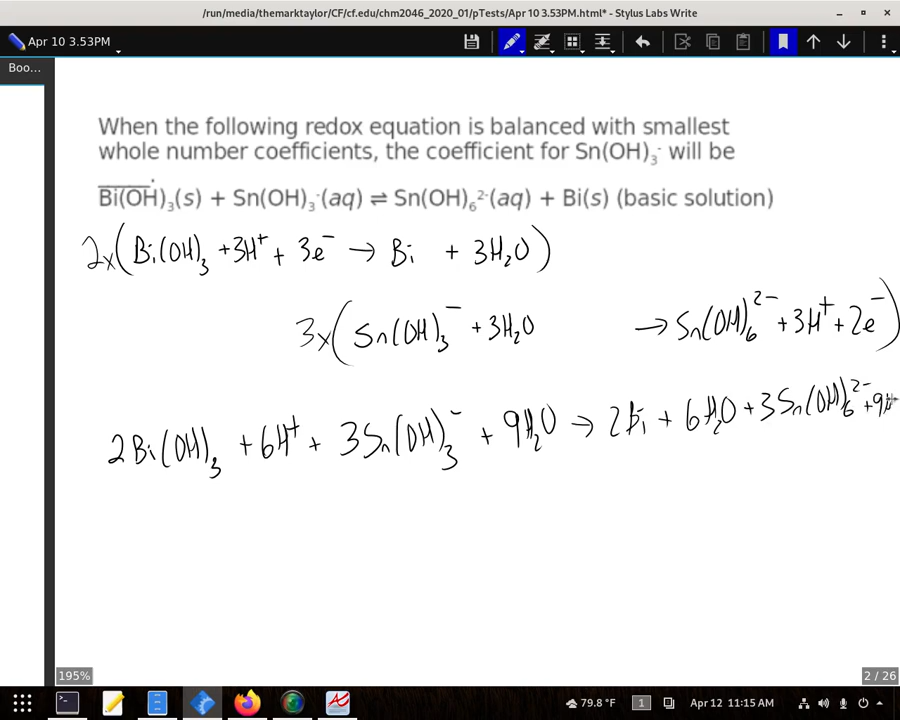 /run/media/themarktaylor/CF/cf.edu/chm2046_2020_01/pTests/Apr 10 3.53PM.html* - Stylus Labs Write
Apr 10 3.53PM
Boo...
When the following redox equation is balanced with smallest
whole number coefficients, the coefficient for Sn(OH)₃⁻ will be
Bi(OH)₃(s) + Sn(OH)₃⁻(aq) ⇌ Sn(OH)₆²⁻(aq) + Bi(s) (basic solution)
2x(Bi(OH)₃ + 3H⁺ + 3e⁻ → Bi + 3H₂O)
3x(Sn(OH)₃⁻ + 3H₂O → Sn(OH)₆²⁻ + 3H⁺ + 2e⁻)
2Bi(OH)₃ + 6H⁺ + 3Sn(OH)₃⁻ + 9H₂O → 2Bi + 6H₂O + 3Sn(OH)₆²⁻ + 9
195%
2 / 26
79.8 °F 1 Apr 12 11:15 AM